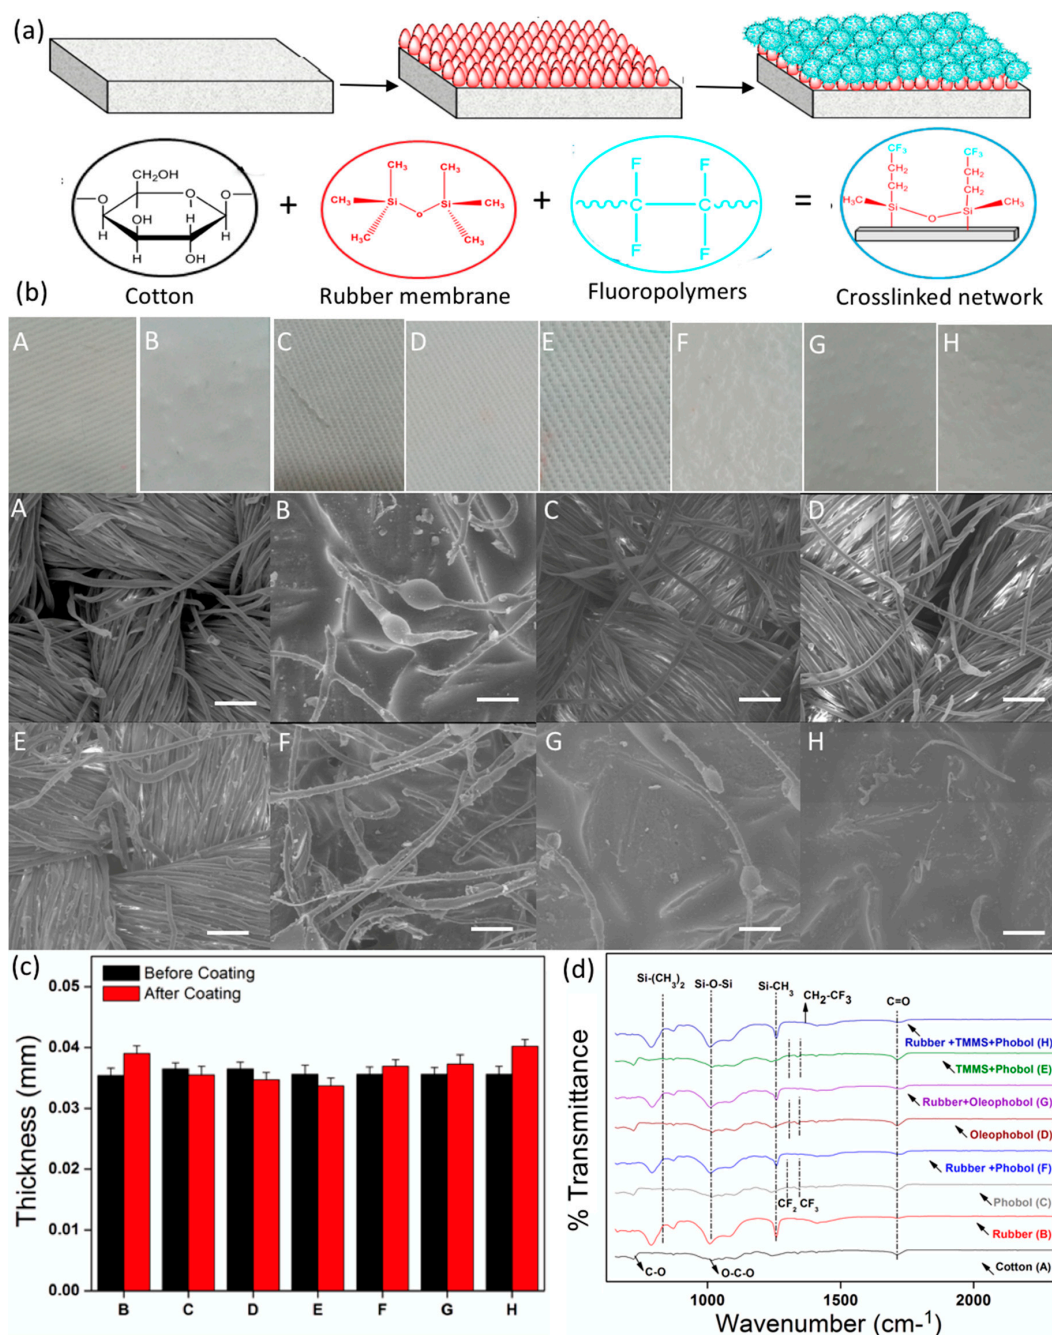 (a)
CH₂OH
O
O
O
H
OH
H
H
H
H
OH
CH₃ CH₃
CH₃ Si O Si CH₃
H₃C CH₃
F F
C C
F F
CF₃ CF₃
CH₂ CH₂
CH₂ CH₂
CH₃ Si O Si CH₃
+ + =
Cotton Rubber membrane Fluoropolymers Crosslinked network
(b)
A B C D E F G H
A B C D
E F G H
(c)
Before Coating
After Coating
Thickness (mm)
0.05
0.04
0.03
0.02
0.01
0.00
B C D E F G H
(d)
% Transmittance
Si-(CH₃)₂ Si-O-Si Si-CH₃ CH₂-CF₃ C=O
Rubber +TMMS+Phobol (H)
TMMS+Phobol (E)
Rubber+Oleophobol (G)
Oleophobol (D)
Rubber +Phobol (F)
Phobol (C)
CF₂ CF₃
Rubber (B)
Cotton (A)
C-O O-C-O
1000 1500 2000
Wavenumber (cm⁻¹)